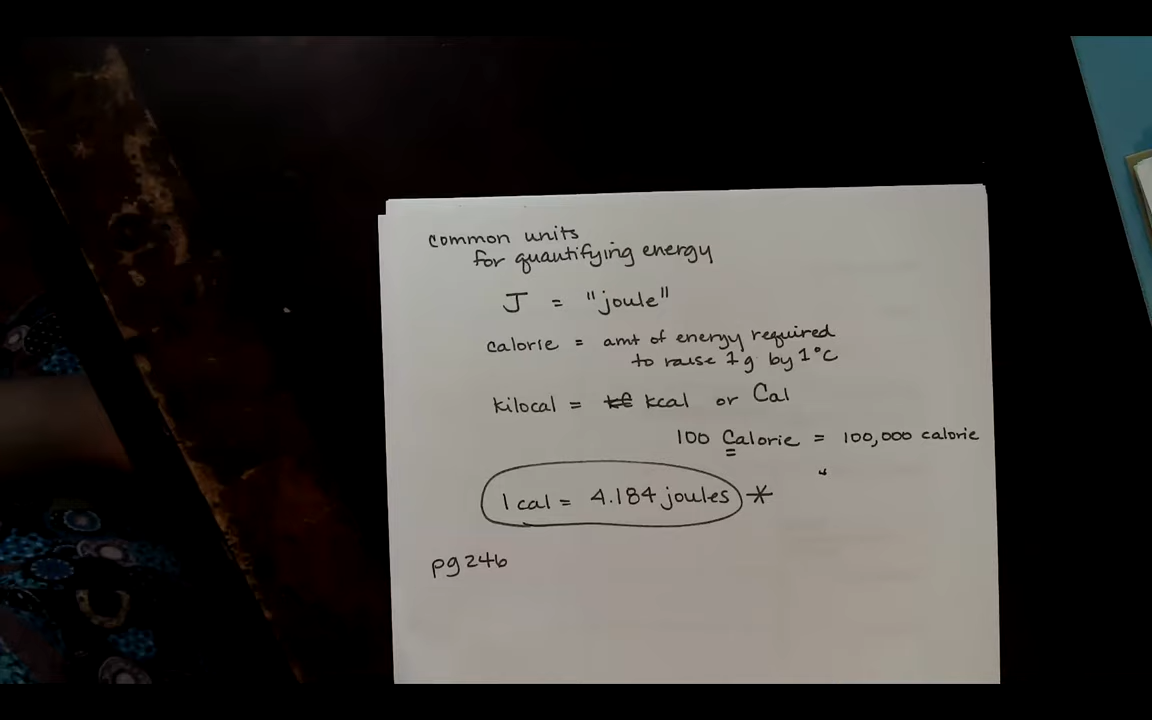 common units
for quantifying energy
J = "joule"
calorie = amt of energy required
to raise 1g by 1°C
kilocal = kcal or Cal
100 Calorie = 100,000 calorie
1 cal = 4.184 joules *
pg 246